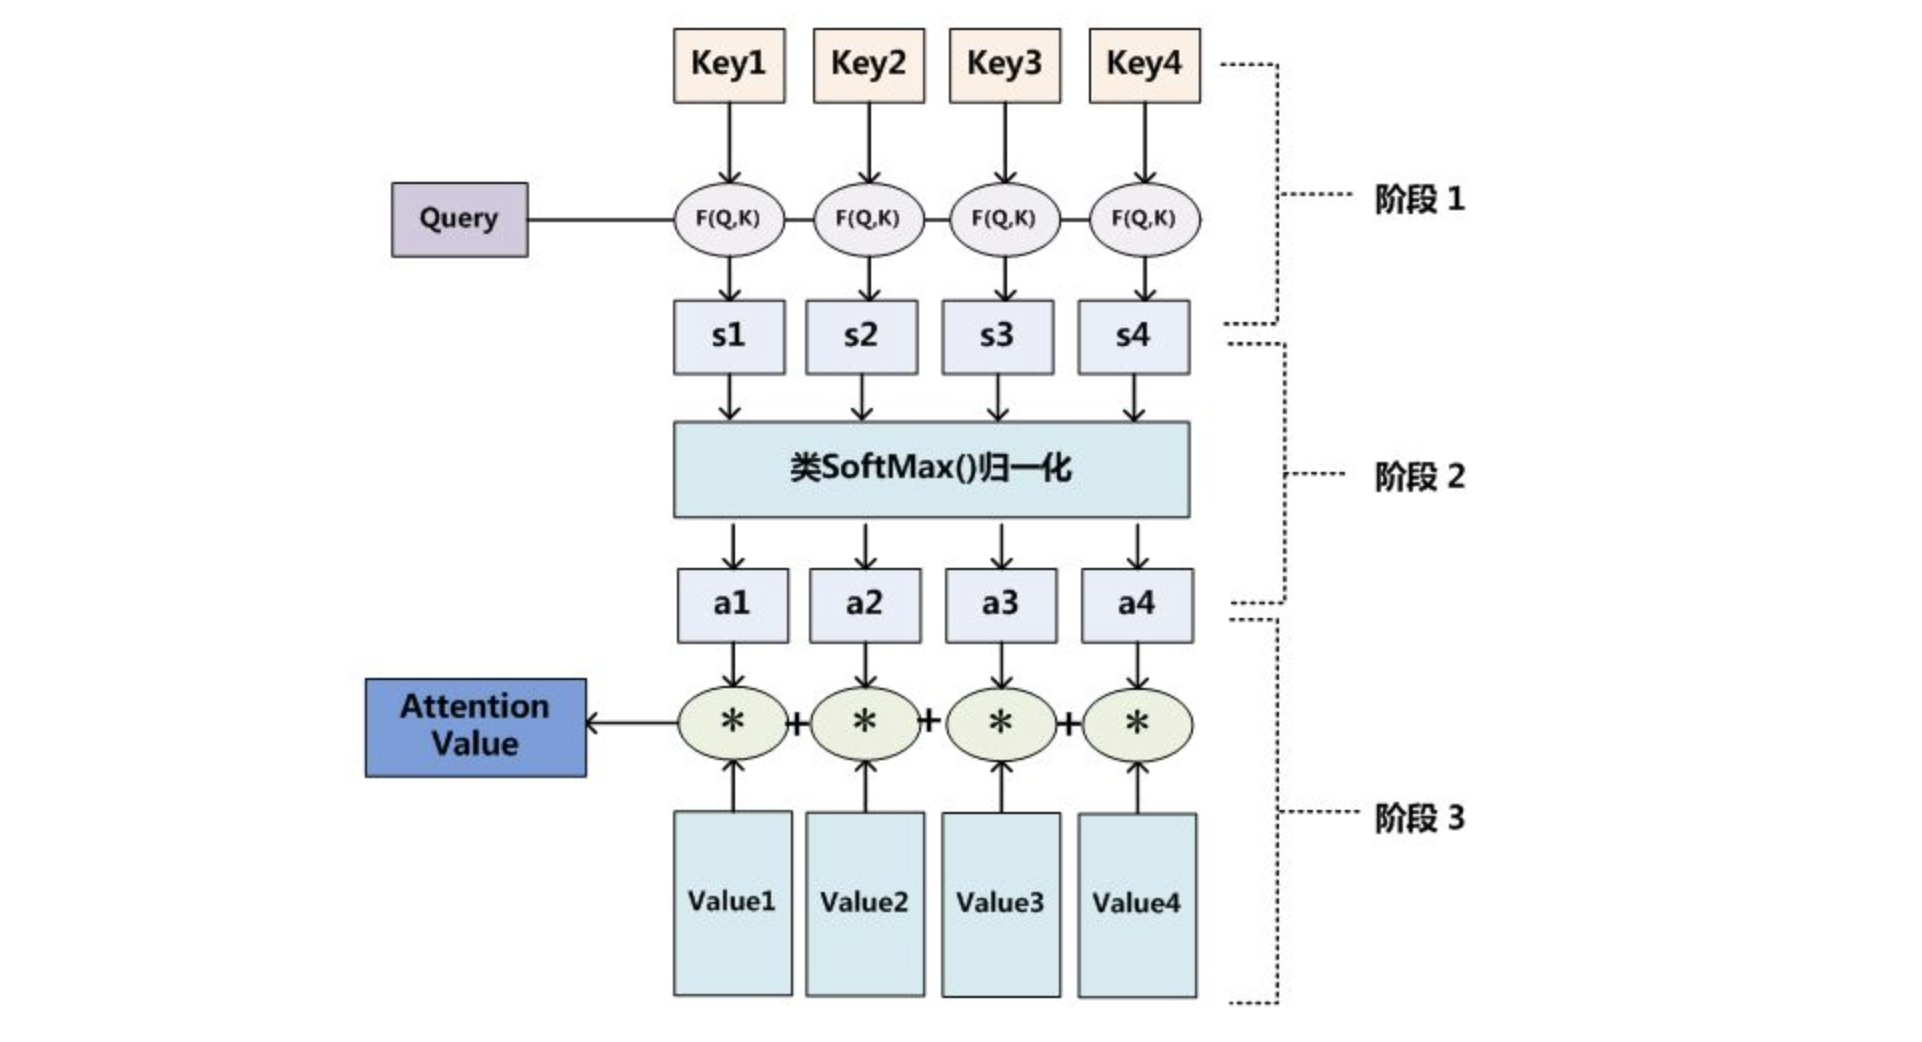 Key1 Key2 Key3 Key4
阶段 1
Query F(Q,K) F(Q,K) F(Q,K) F(Q,K)
s1 s2 s3 s4
类SoftMax()归一化
阶段 2
a1 a2 a3 a4
Attention
Value
* + * + * + *
阶段 3
Value1 Value2 Value3 Value4